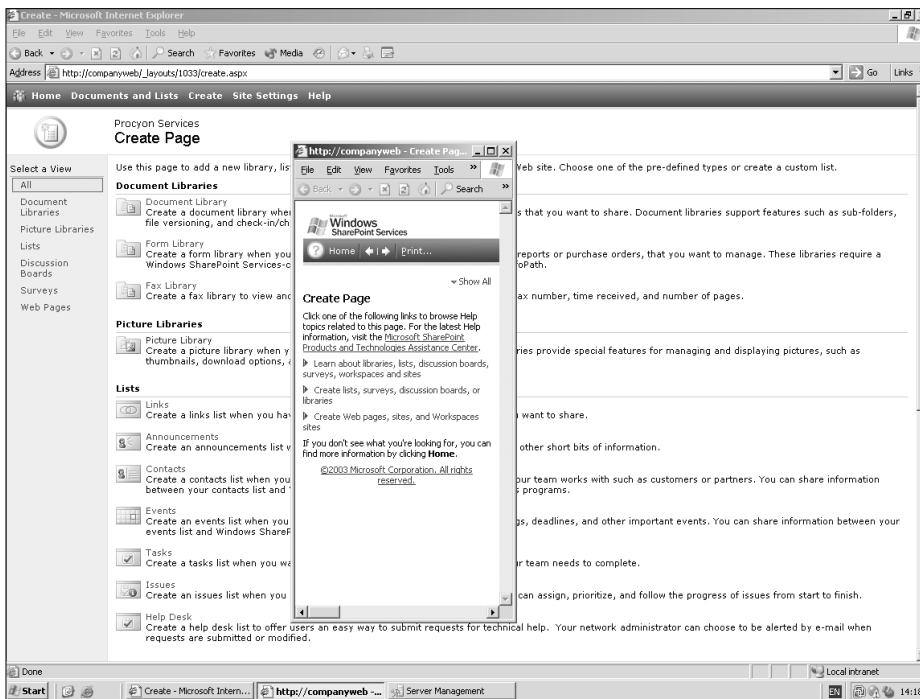 Create - Microsoft Internet Explorer
File Edit View Favorites Tools Help
Back Search Favorites Media
Address http://companyweb/_layouts/1033/create.aspx Go Links
Home Documents and Lists Create Site Settings Help
Procyon Services
Create Page
Select a View
All
Document
Libraries
Picture Libraries
Lists
Discussion
Boards
Surveys
Web Pages
Use this page to add a new library, lis
Web site. Choose one of the pre-defined types or create a custom list.
Document Libraries
Document Library
Create a document library when
s that you want to share. Document libraries support features such as sub-folders,
file versioning, and check-in/ch
Form Library
Create a form library when you
reports or purchase orders, that you want to manage. These libraries require a
Windows SharePoint Services-c
oPath.
Fax Library
Create a fax library to view and
ax number, time received, and number of pages.
Picture Libraries
Picture Library
Create a picture library when y
ries provide special features for managing and displaying pictures, such as
thumbnails, download options, a
Lists
Links
Create a links list when you hav
want to share.
Announcements
Create an announcements list w
other short bits of information.
Contacts
Create a contacts list when you
our team works with such as customers or partners. You can share information
between your contacts list and
s programs.
Events
Create an events list when you
gs, deadlines, and other important events. You can share information between your
events list and Windows ShareP
Tasks
Create a tasks list when you wa
r team needs to complete.
Issues
Create an issues list when you
can assign, prioritize, and follow the progress of issues from start to finish.
Help Desk
Create a help desk list to offer users an easy way to submit requests for technical help. Your network administrator can choose to be alerted by e-mail when
requests are submitted or modified.
http://companyweb - Create Pag...
File Edit View Favorites Tools »
Back Search »
Microsoft
Windows
SharePoint Services
? Home Print...
Show All
Create Page
Click one of the following links to browse Help
topics related to this page. For the latest Help
information, visit the Microsoft SharePoint
Products and Technologies Assistance Center.
Learn about libraries, lists, discussion boards,
surveys, workspaces and sites
Create lists, surveys, discussion boards, or
libraries
Create Web pages, sites, and Workspaces
sites
If you don't see what you're looking for, you can
find more information by clicking Home.
©2003 Microsoft Corporation. All rights
reserved.
Done Local intranet
Start Create - Microsoft Intern... http://companyweb -... Server Management EN 14:18